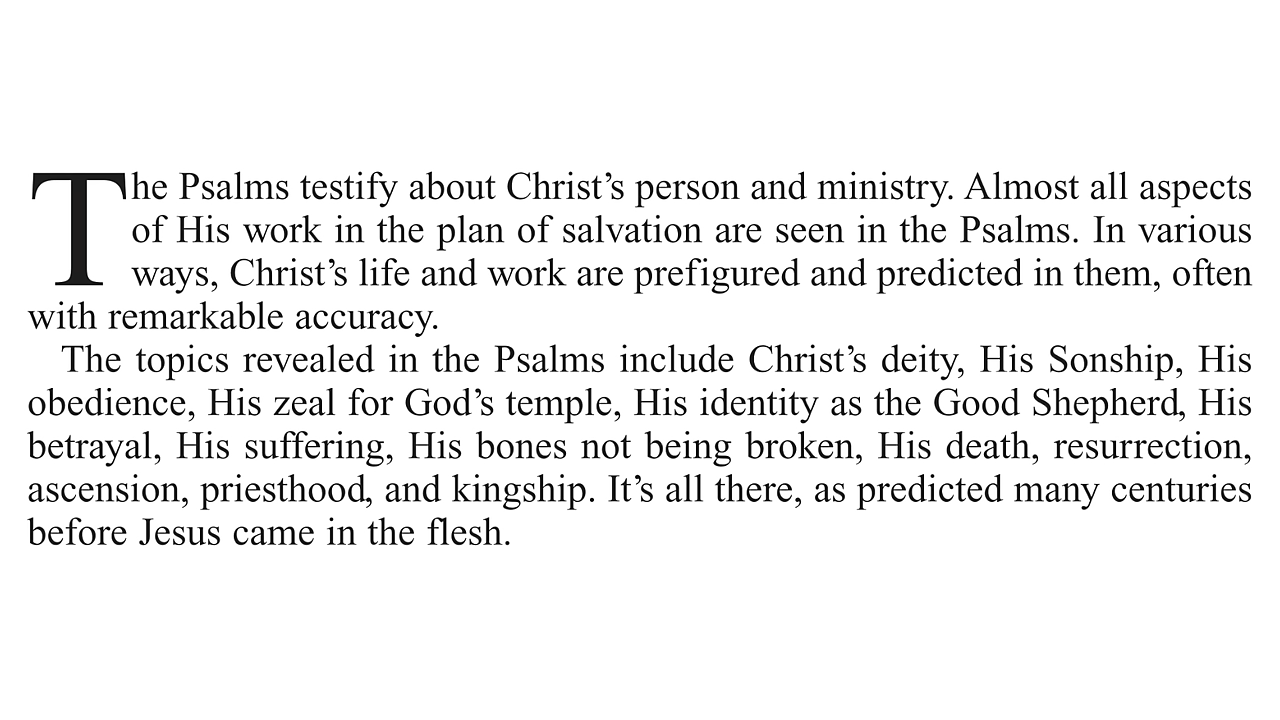 The Psalms testify about Christ’s person and ministry. Almost all aspects
of His work in the plan of salvation are seen in the Psalms. In various
ways, Christ’s life and work are prefigured and predicted in them, often
with remarkable accuracy.
The topics revealed in the Psalms include Christ’s deity, His Sonship, His
obedience, His zeal for God’s temple, His identity as the Good Shepherd, His
betrayal, His suffering, His bones not being broken, His death, resurrection,
ascension, priesthood, and kingship. It’s all there, as predicted many centuries
before Jesus came in the flesh.